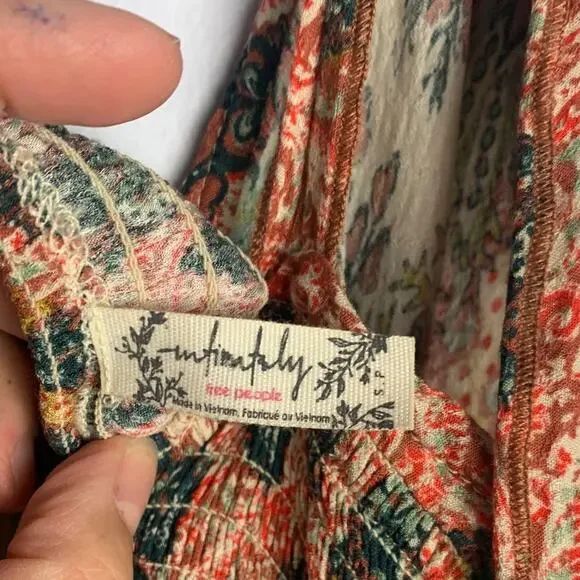 intimately
free people
Made in Vietnam. Fabriqué au Vietnam
S P